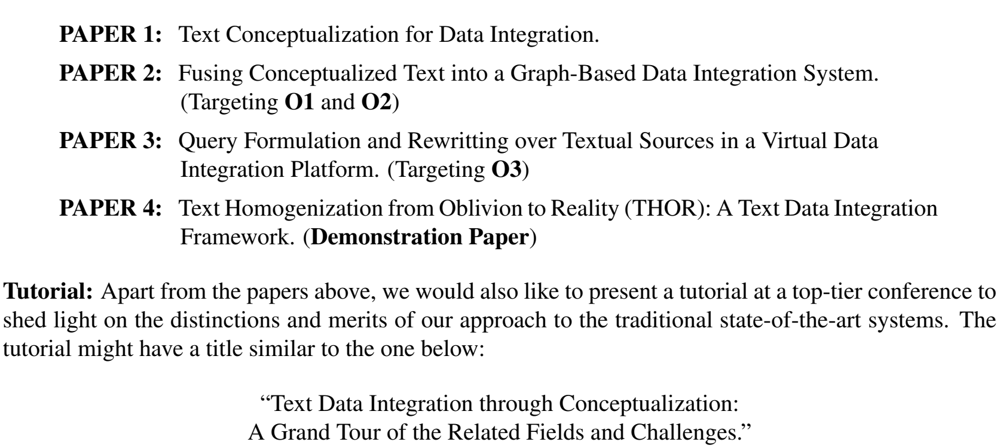 PAPER 1: Text Conceptualization for Data Integration.
PAPER 2: Fusing Conceptualized Text into a Graph-Based Data Integration System.
(Targeting O1 and O2)
PAPER 3: Query Formulation and Rewritting over Textual Sources in a Virtual Data
Integration Platform. (Targeting O3)
PAPER 4: Text Homogenization from Oblivion to Reality (THOR): A Text Data Integration
Framework. (Demonstration Paper)
Tutorial: Apart from the papers above, we would also like to present a tutorial at a top-tier conference to
shed light on the distinctions and merits of our approach to the traditional state-of-the-art systems. The
tutorial might have a title similar to the one below:
“Text Data Integration through Conceptualization:
A Grand Tour of the Related Fields and Challenges.”